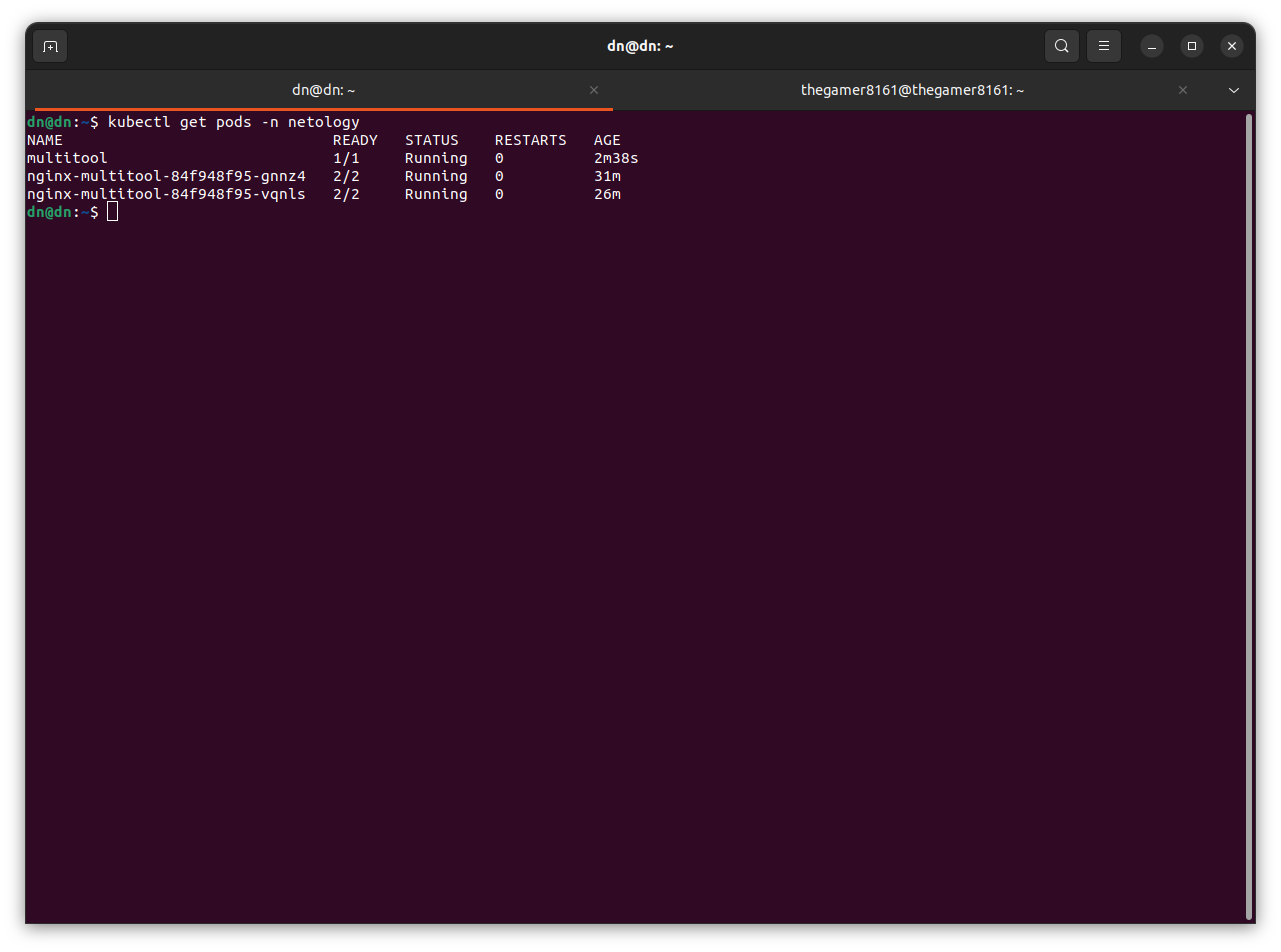 dn@dn: ~
dn@dn: ~
thegamer8161@thegamer8161: ~
dn@dn:~$ kubectl get pods -n netology
NAME                              READY   STATUS    RESTARTS   AGE
multitool                         1/1     Running   0          2m38s
nginx-multitool-84f948f95-gnnz4   2/2     Running   0          31m
nginx-multitool-84f948f95-vqnls   2/2     Running   0          26m
dn@dn:~$